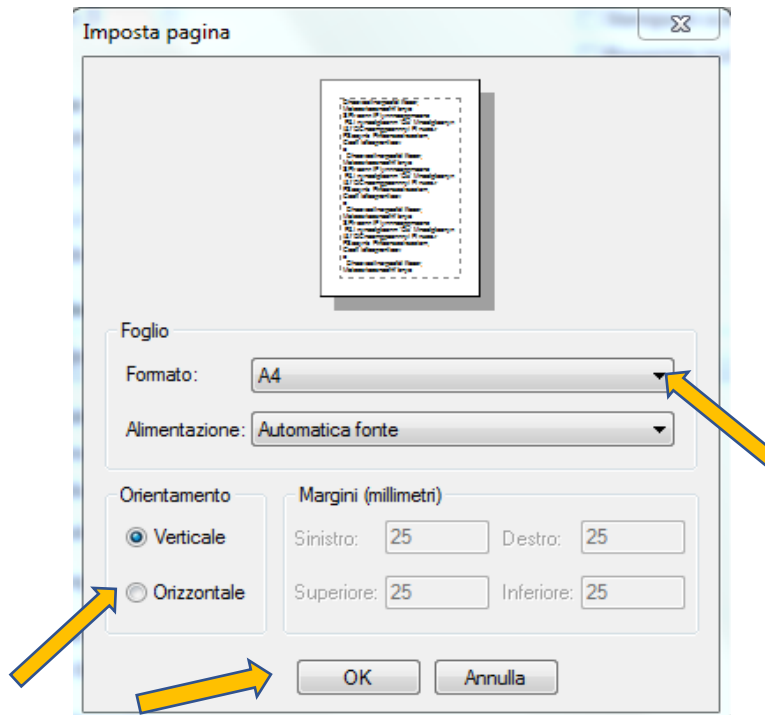 Imposta pagina
Foglio
Formato: A4
Alimentazione: Automatica fonte
Orientamento
Verticale
Orizzontale
Margini (millimetri)
Sinistro: 25 Destro: 25
Superiore: 25 Inferiore: 25
OK Annulla